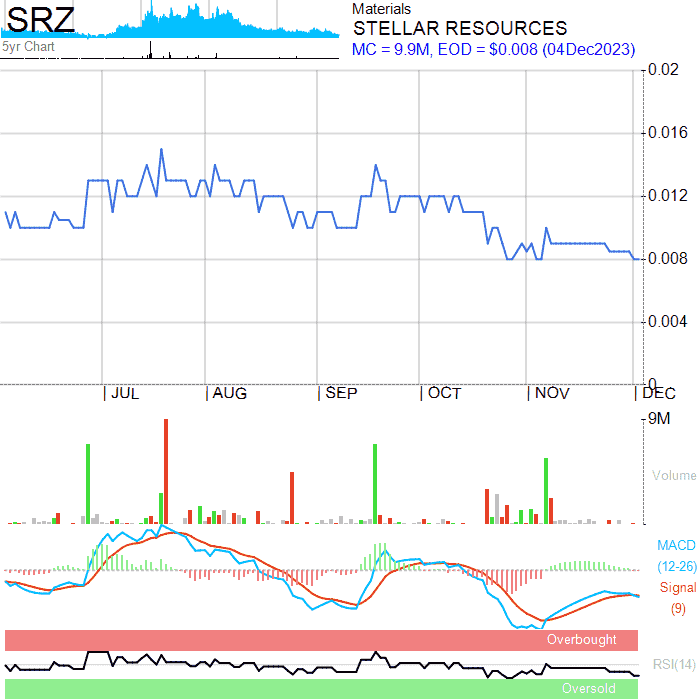 SRZ
5yr Chart
Materials
STELLAR RESOURCES
MC = 9.9M, EOD = $0.008 (04Dec2023)
0.02
0.016
0.012
0.008
0.004
0
JUL AUG SEP OCT NOV DEC
9M
Volume
MACD
(12-26)
Signal
(9)
Overbought
RSI(14)
Oversold